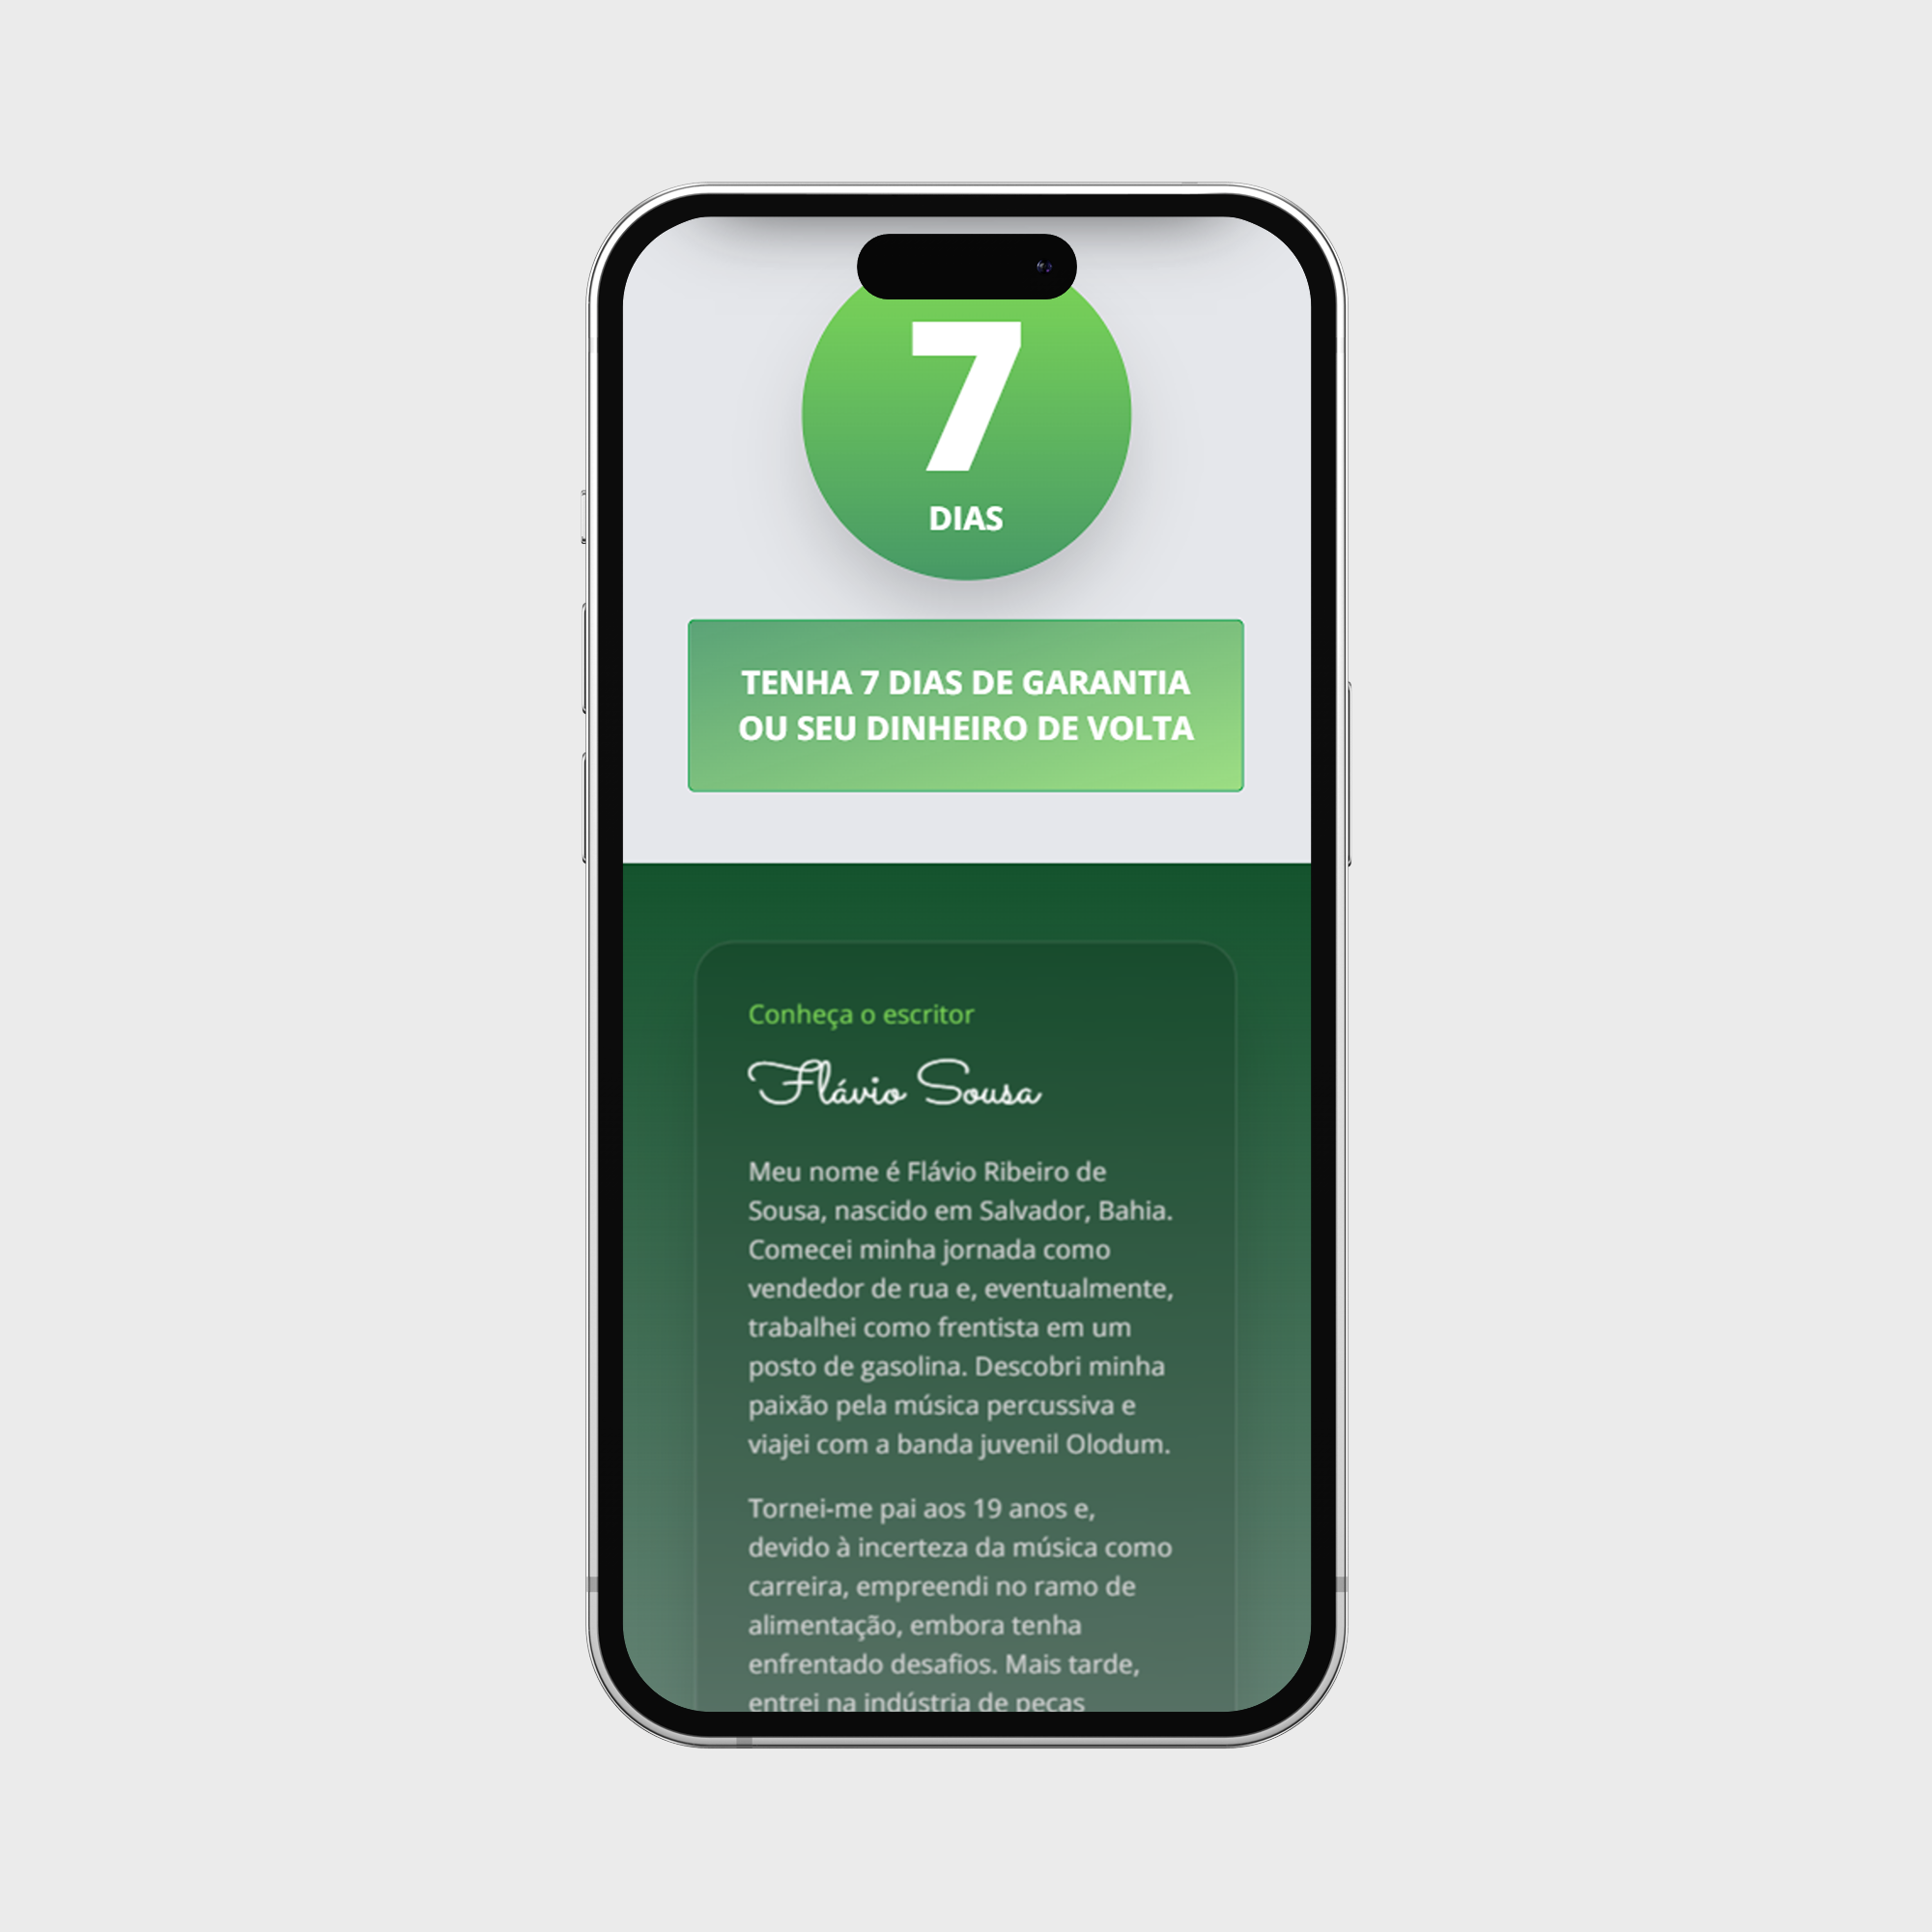 7
DIAS
TENHA 7 DIAS DE GARANTIA
OU SEU DINHEIRO DE VOLTA
Conheça o escritor
Flávio Sousa
Meu nome é Flávio Ribeiro de
Sousa, nascido em Salvador, Bahia.
Comecei minha jornada como
vendedor de rua e, eventualmente,
trabalhei como frentista em um
posto de gasolina. Descobri minha
paixão pela música percussiva e
viajei com a banda juvenil Olodum.
Tornei-me pai aos 19 anos e,
devido à incerteza da música como
carreira, empreendi no ramo de
alimentação, embora tenha
enfrentado desafios. Mais tarde,
entrei na indústria de peças